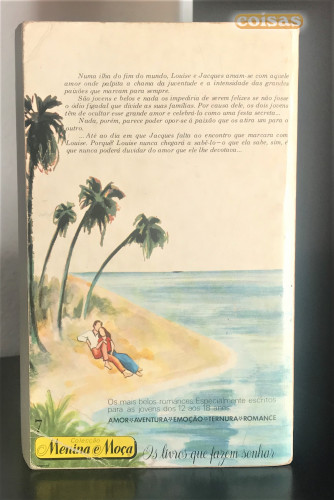 coisas
Numa ilha do fim do mundo, Louise e Jacques amam-se com aquele
amor onde palpita a chama da juventude e a intensidade das grandes
paixões que marcam para sempre.
São jovens e belos e nada os impediria de serem felizes se não fosse
o ódio figadal que divide as suas famílias. Por causa dele, os dois jovens
têm de ocultar esse grande amor e celebrá-lo como uma festa secreta...
Nada, porém, parece poder opor-se à paixão que os atira um para o
outro.
...Até ao dia em que Jacques falta ao encontro que marcara com
Louise. Porquê? Louise nunca chegará a sabê-lo-o que ela sabe, sim, é
que nunca poderá duvidar do amor que ele lhe devotava...
Os mais belos romances. Especialmente escritos
para as jovens dos 12 aos 18 anos.
AMOR AVENTURA EMOÇÃO TERNURA ROMANCE
7
Colecção
Menina e Moça
Os livros que fazem sonhar